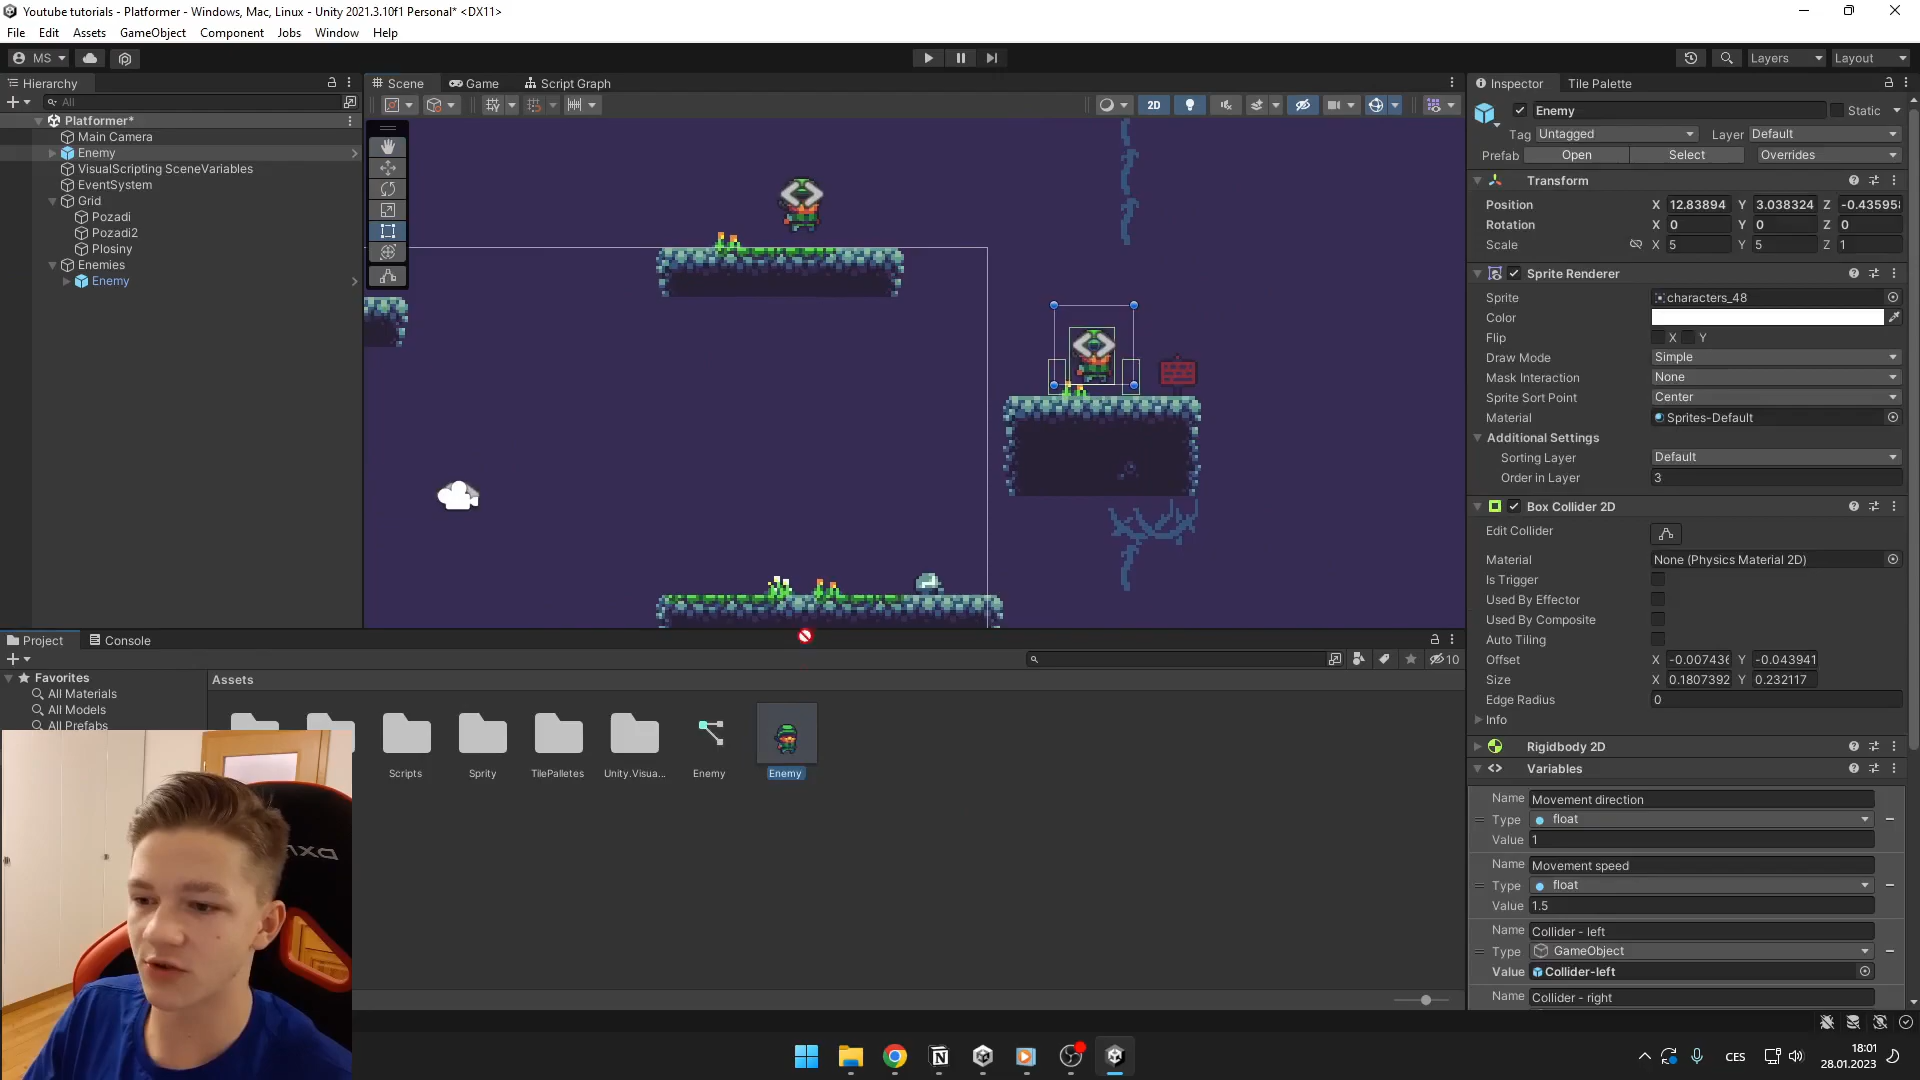 Youtube tutorials - Platformer - Windows, Mac, Linux - Unity 2021.3.10f1 Personal* <DX11>
File Edit Assets GameObject Component Jobs Window Help
MS
Layers Layout
Hierarchy
All
Platformer*
Main Camera
Enemy
VisualScripting SceneVariables
EventSystem
Grid
Pozadi
Pozadi2
Plosiny
Enemies
Enemy
Scene Game Script Graph
2D
Inspector Tile Palette
Enemy Static
Tag Untagged Layer Default
Prefab Open Select Overrides
Transform
Position X 12.83894 Y 3.038324 Z -0.435958
Rotation X 0 Y 0 Z 0
Scale X 5 Y 5 Z 1
Sprite Renderer
Sprite characters_48
Color
Flip X Y
Draw Mode Simple
Mask Interaction None
Sprite Sort Point Center
Material Sprites-Default
Additional Settings
Sorting Layer Default
Order in Layer 3
Box Collider 2D
Edit Collider
Material None (Physics Material 2D)
Is Trigger
Used By Effector
Used By Composite
Auto Tiling
Offset X -0.007436 Y -0.043941
Size X 0.1807392 Y 0.232117
Edge Radius 0
Info
Rigidbody 2D
Variables
Name Movement direction
Type float
Value 1
Name Movement speed
Type float
Value 1.5
Name Collider - left
Type GameObject
Value Collider-left
Name Collider - right
Project Console
10
Favorites
All Materials
All Models
All Prefabs
Assets
Scripts Sprity TilePalletes Unity.Visua... Enemy Enemy
DXR
CES
18:01
28.01.2023